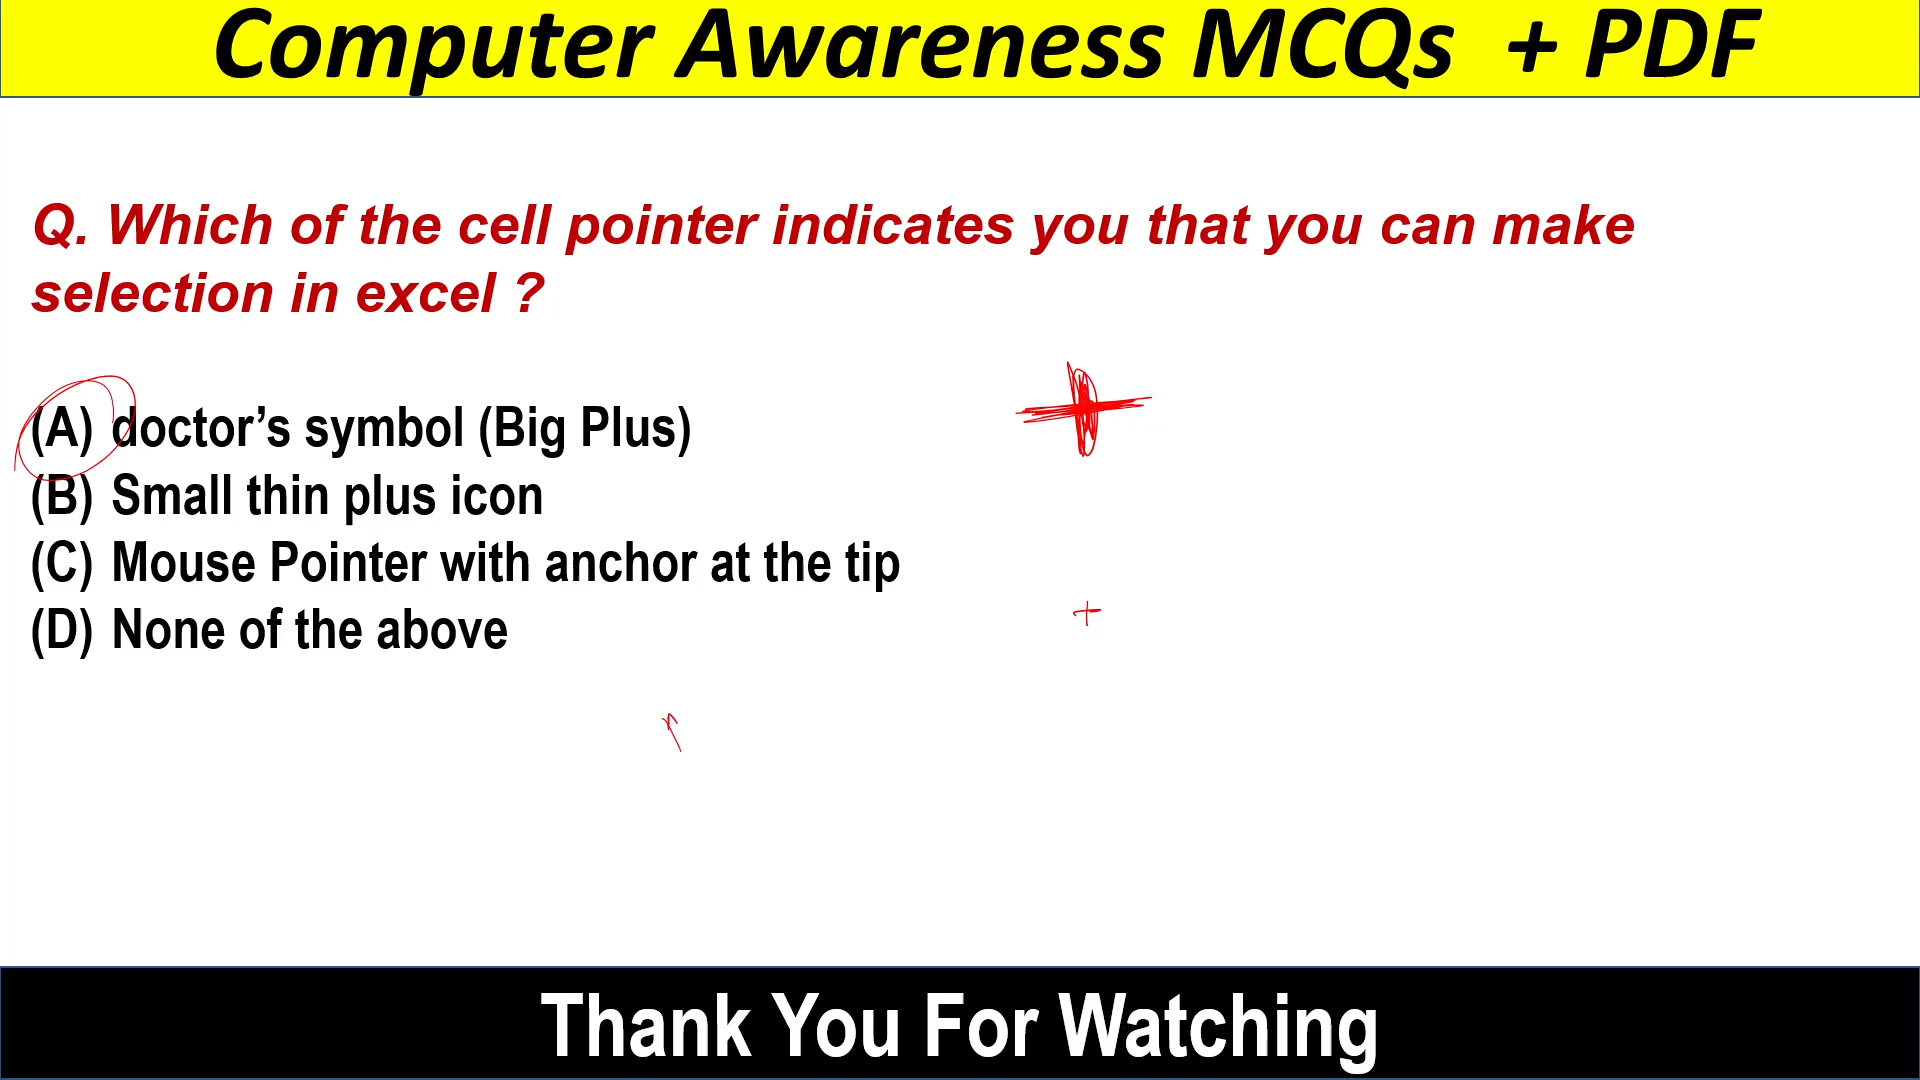 Computer Awareness MCQs + PDF
Q. Which of the cell pointer indicates you that you can make
selection in excel ?
(A) doctor’s symbol (Big Plus)
(B) Small thin plus icon
(C) Mouse Pointer with anchor at the tip
(D) None of the above
Thank You For Watching